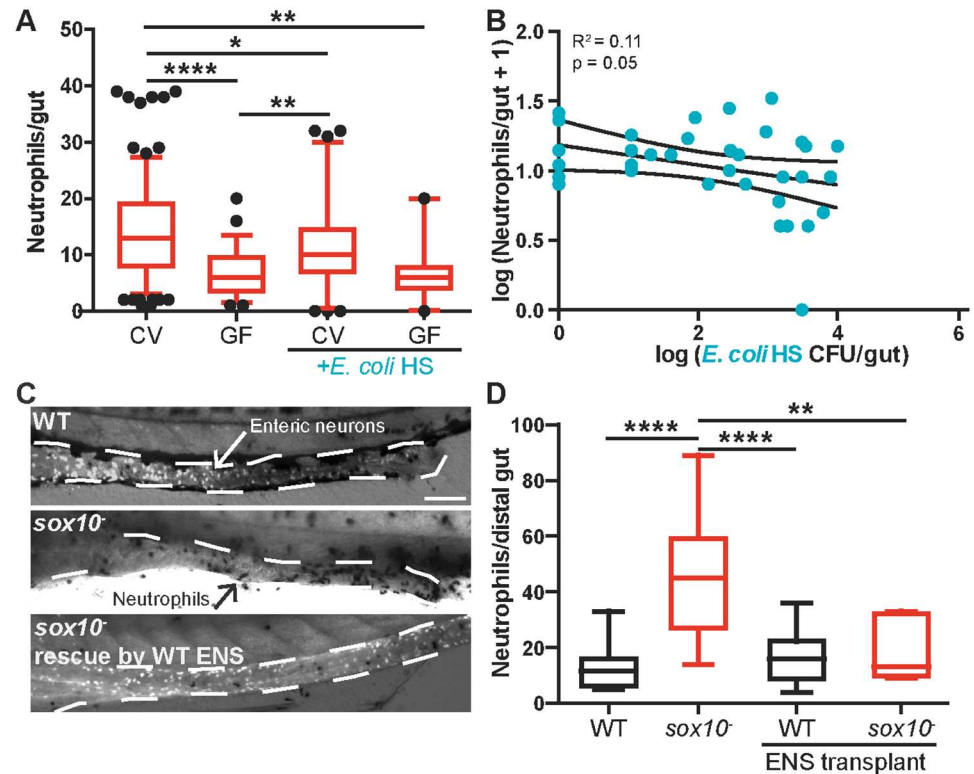 A
Neutrophils/gut
50
40
30
20
10
0
**
*
****
**
CV
GF
CV
GF
+E. coli HS
B
log (Neutrophils/gut + 1)
2.0
1.5
1.0
0.5
0.0
R² = 0.11
p = 0.05
0
2
4
6
log (E. coli HS CFU/gut)
C
WT
Enteric neurons
sox10⁻
Neutrophils
sox10⁻
rescue by WT ENS
D
Neutrophils/distal gut
100
80
60
40
20
0
**
****
****
WT
sox10⁻
WT
sox10⁻
ENS transplant